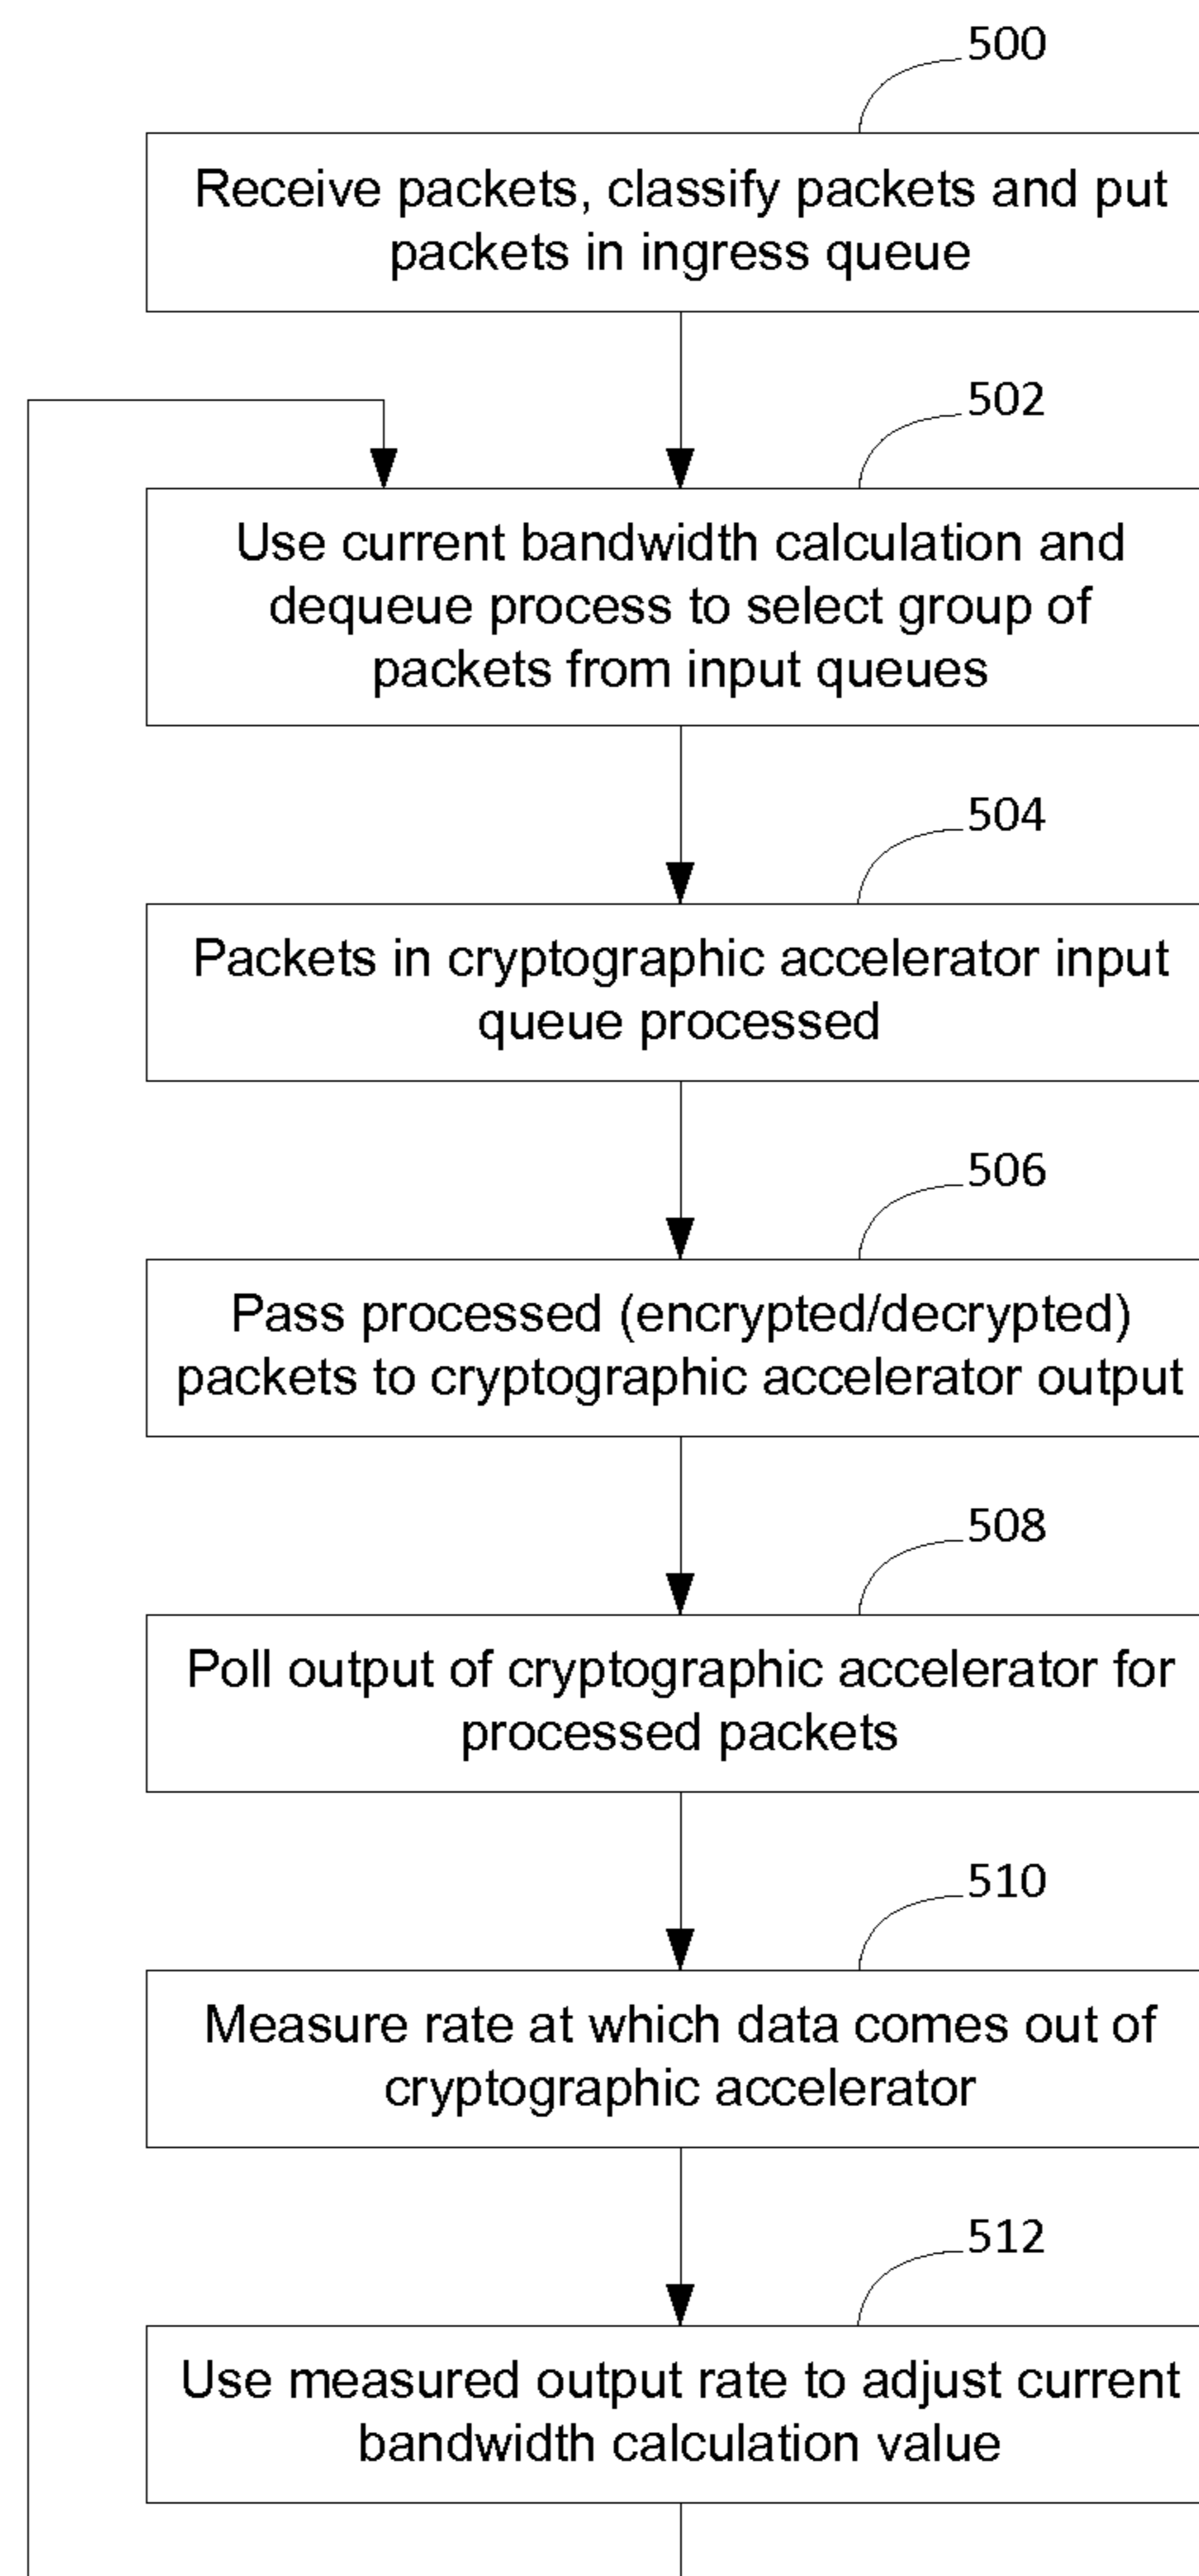 500
Receive packets, classify packets and put
packets in ingress queue
502
Use current bandwidth calculation and
dequeue process to select group of
packets from input queues
504
Packets in cryptographic accelerator input
queue processed
506
Pass processed (encrypted/decrypted)
packets to cryptographic accelerator output
508
Poll output of cryptographic accelerator for
processed packets
510
Measure rate at which data comes out of
cryptographic accelerator
512
Use measured output rate to adjust current
bandwidth calculation value